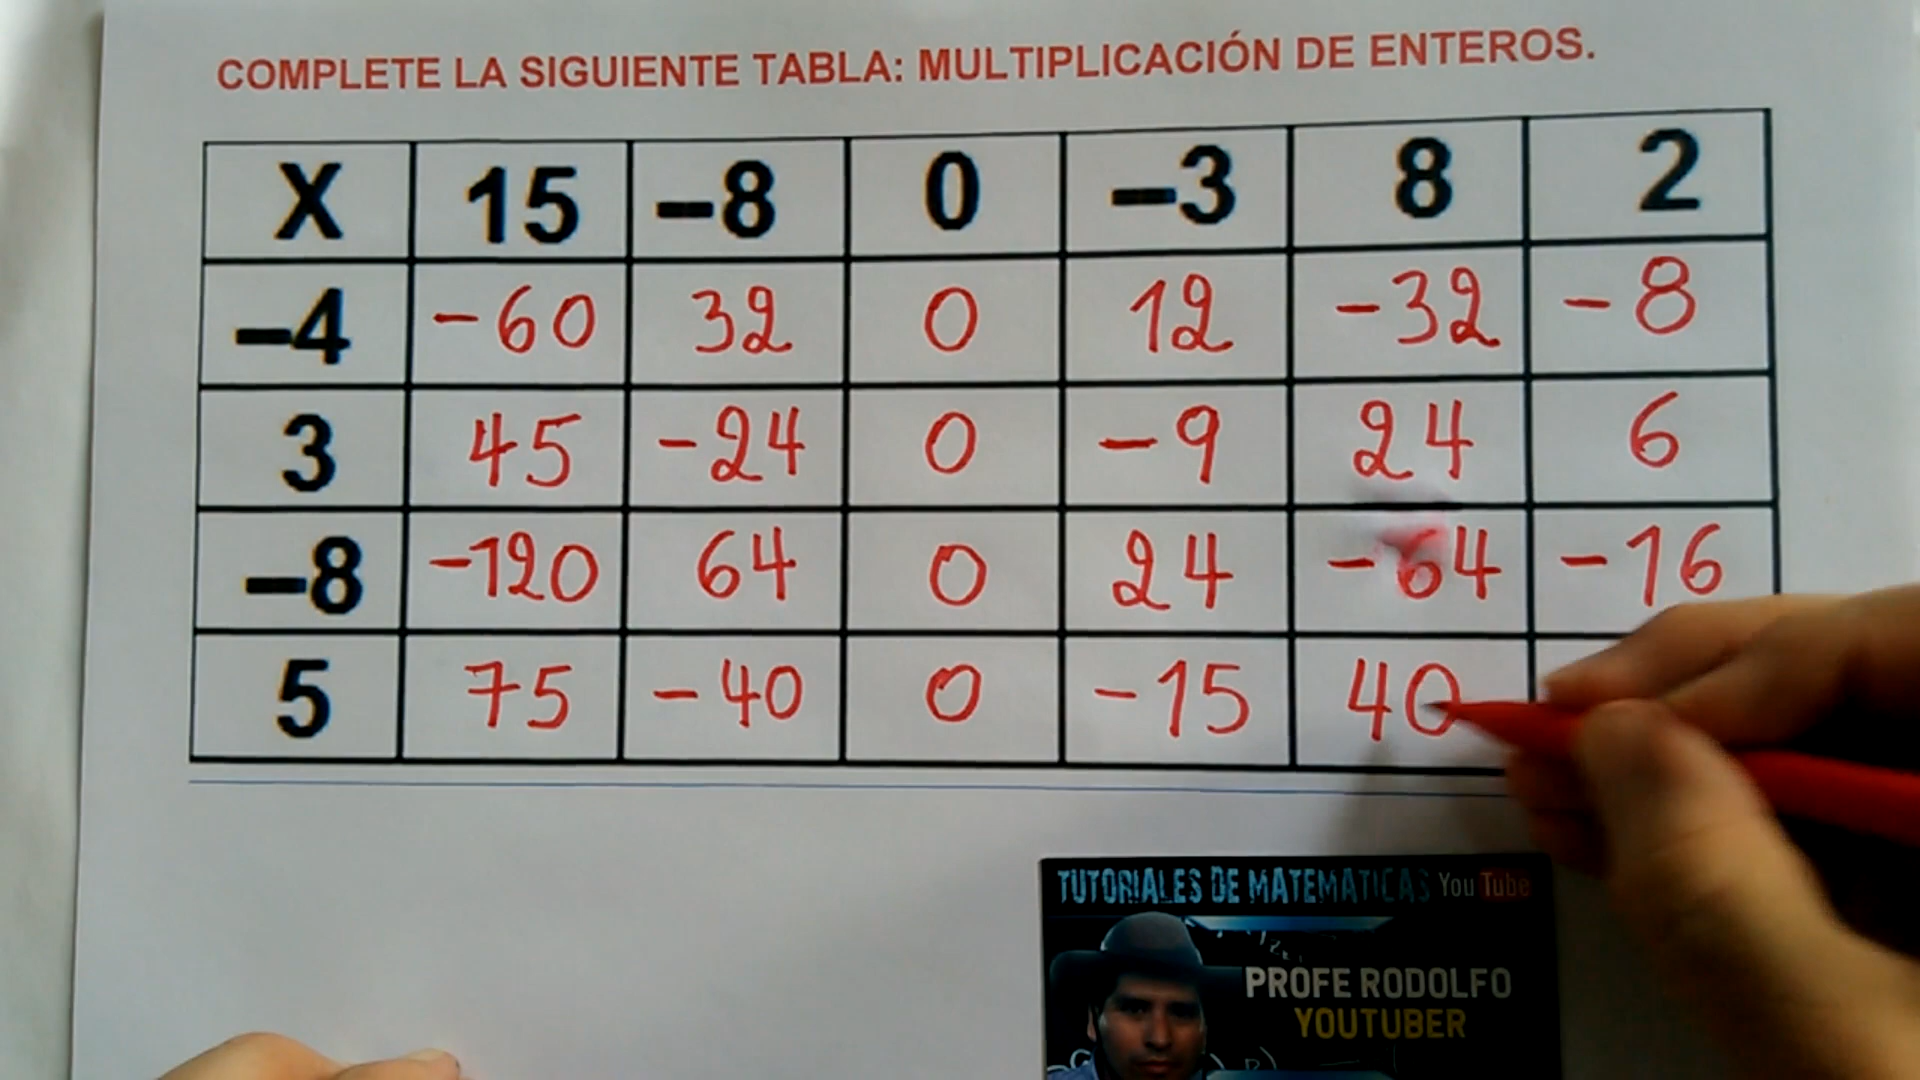 COMPLETE LA SIGUIENTE TABLA: MULTIPLICACIÓN DE ENTEROS.
X 15 –8 0 –3 8 2
–4 -60 32 0 12 -32 -8
3 45 -24 0 -9 24 6
–8 -120 64 0 24 -64 -16
5 75 -40 0 -15 40
TUTORIALES DE MATEMATICAS YouTube
PROFE RODOLFO
YOUTUBER